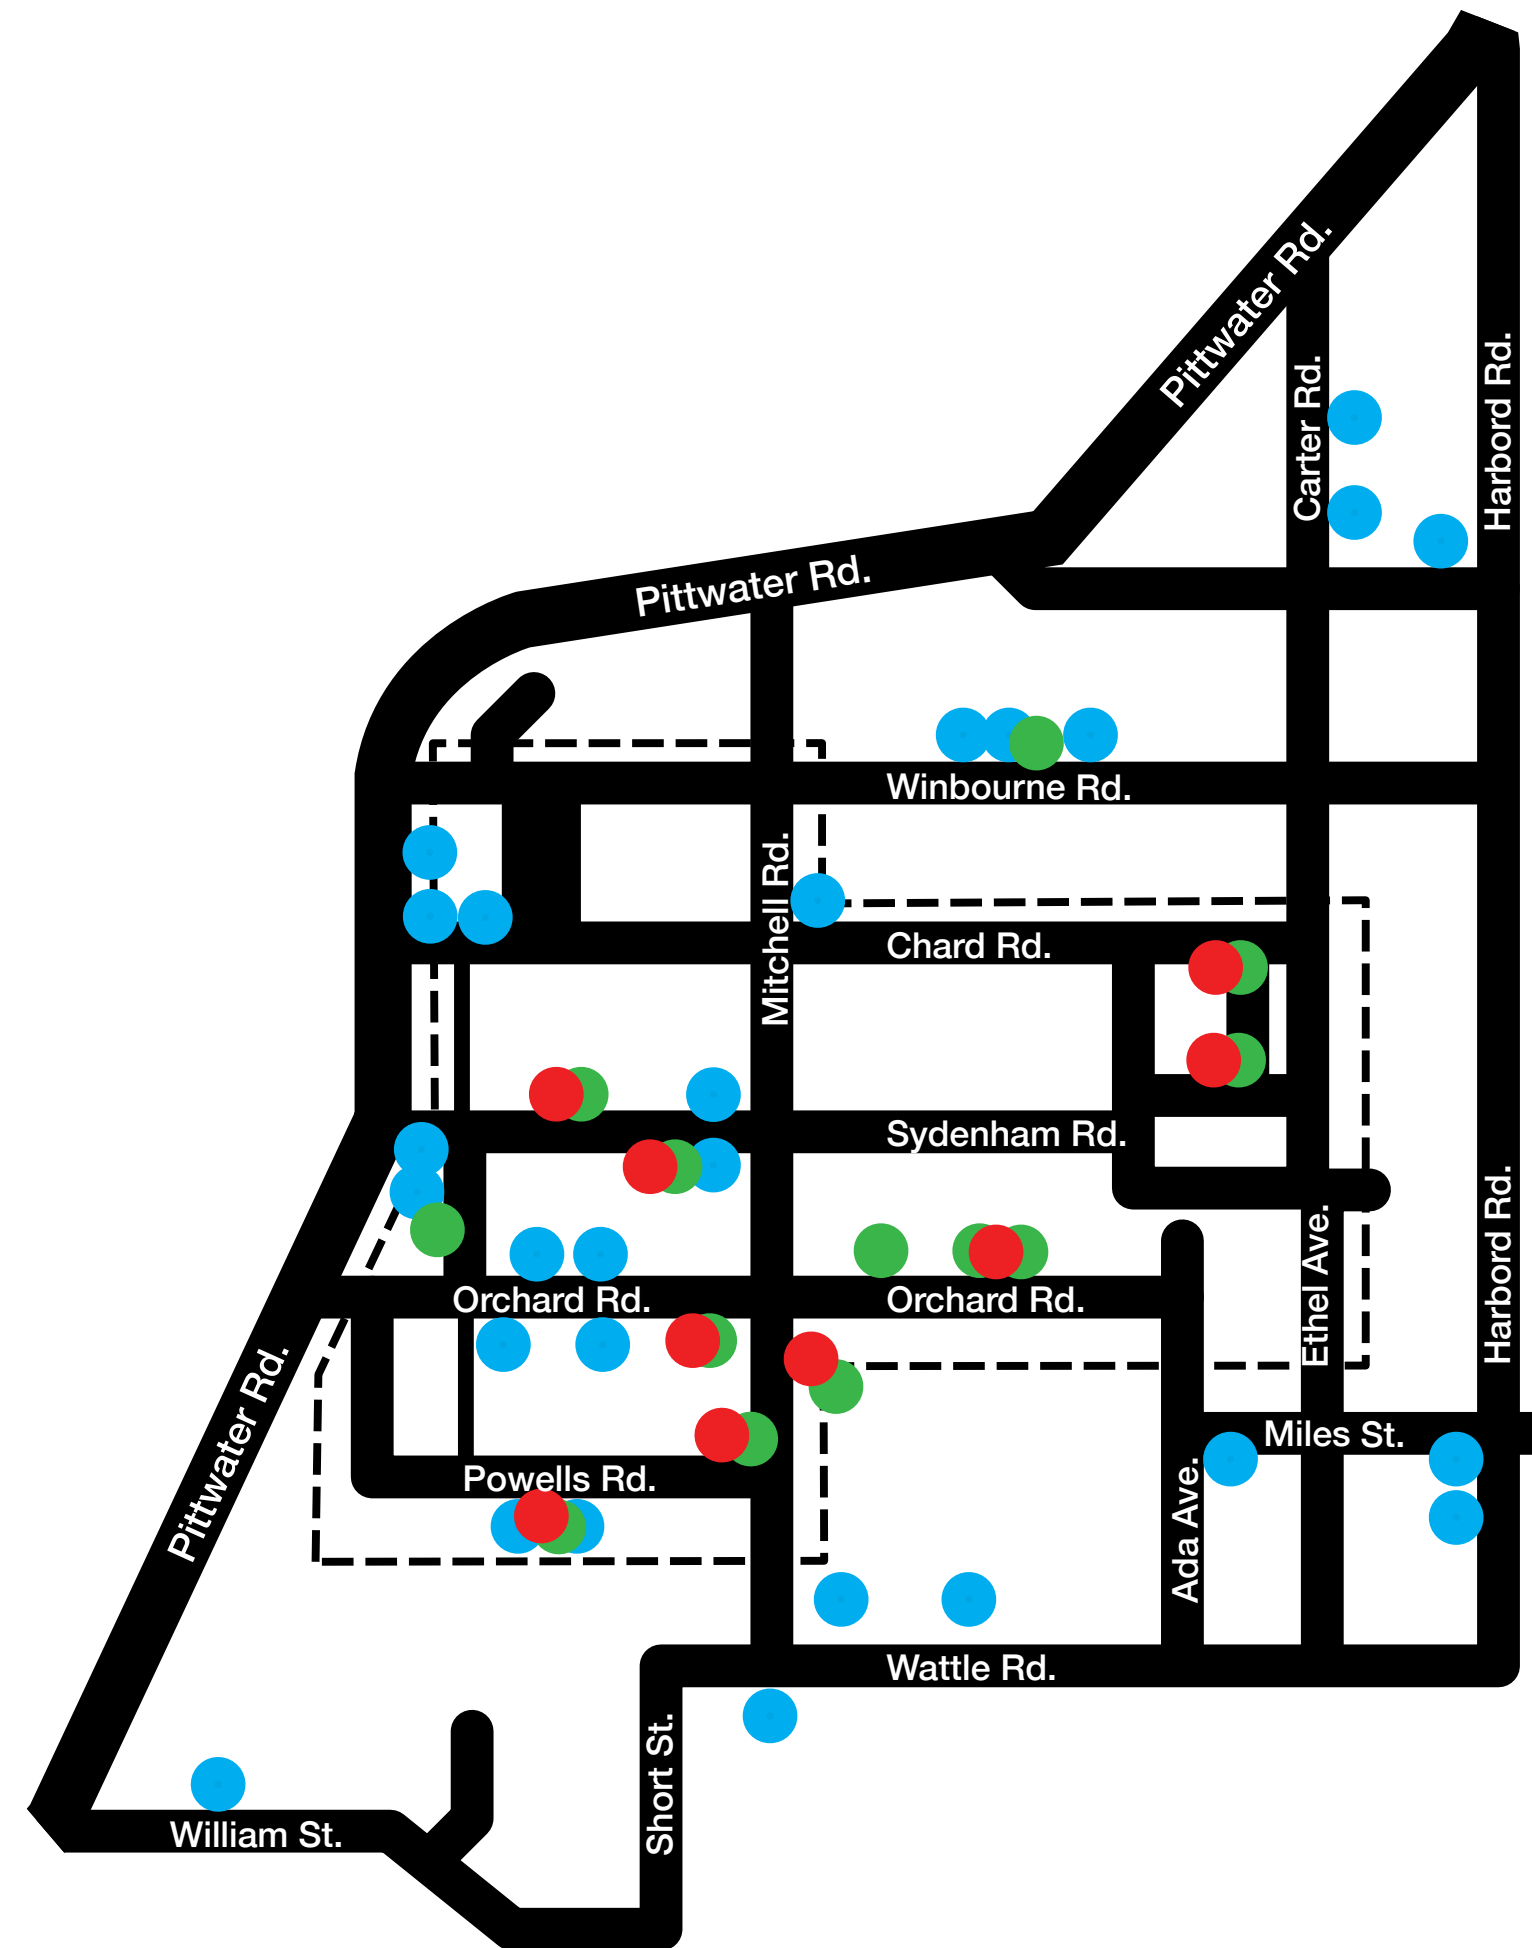 Pittwater Rd.
Carter Rd.
Harbord Rd.
Pittwater Rd.
Winbourne Rd.
Mitchell Rd.
Chard Rd.
Sydenham Rd.
Orchard Rd.
Orchard Rd.
Ethel Ave.
Harbord Rd.
Pittwater Rd.
Miles St.
Powells Rd.
Ada Ave.
Wattle Rd.
Short St.
William St.